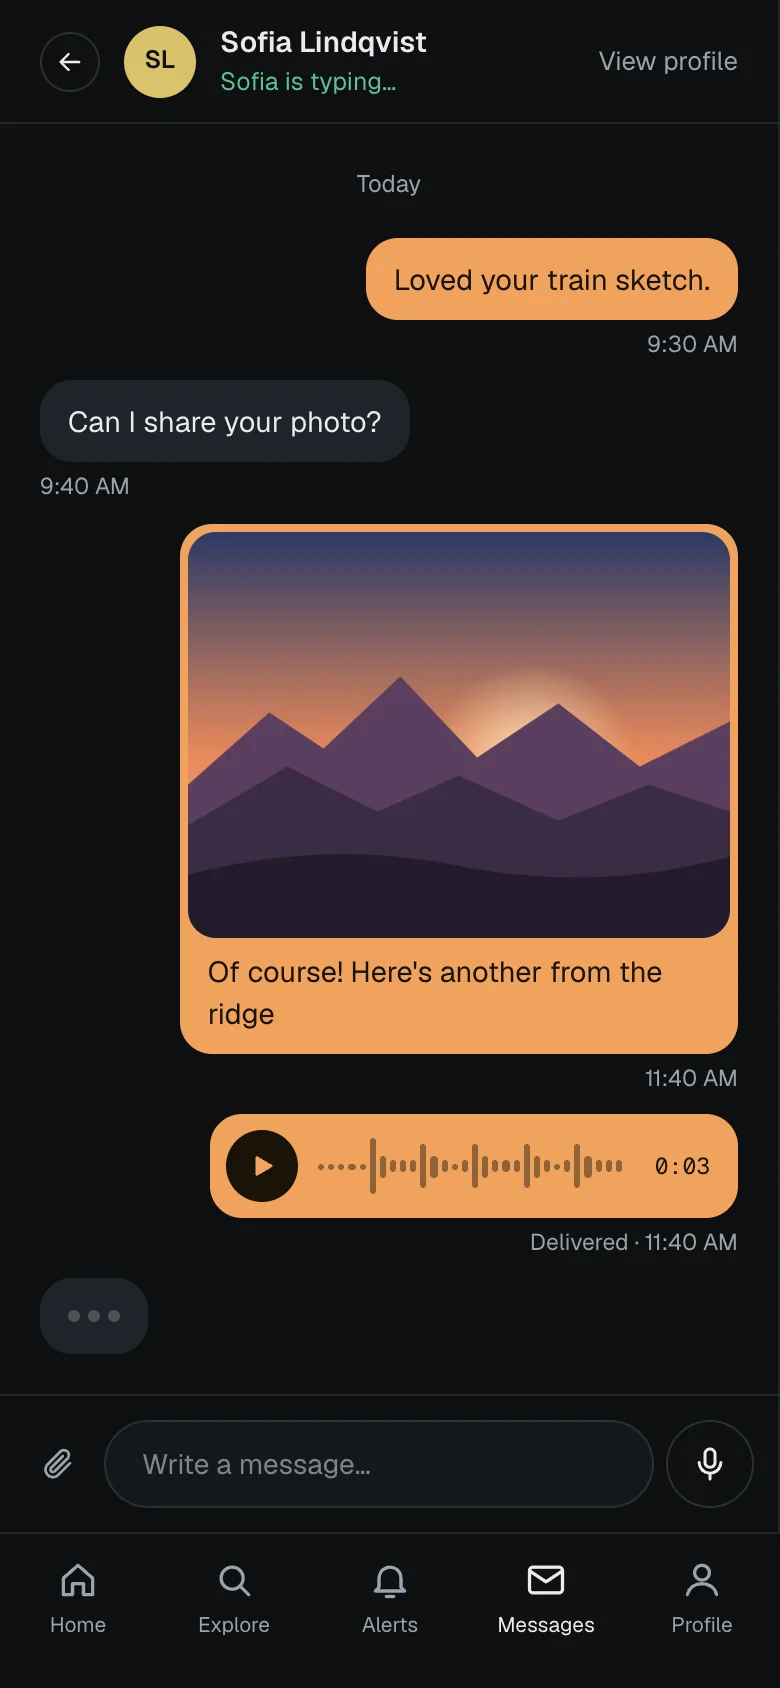 SL
Sofia Lindqvist
Sofia is typing…
View profile
Today
Loved your train sketch.
9:30 AM
Can I share your photo?
9:40 AM
Of course! Here's another from the
ridge
11:40 AM
0:03
Delivered · 11:40 AM
Write a message…
Home
Explore
Alerts
Messages
Profile